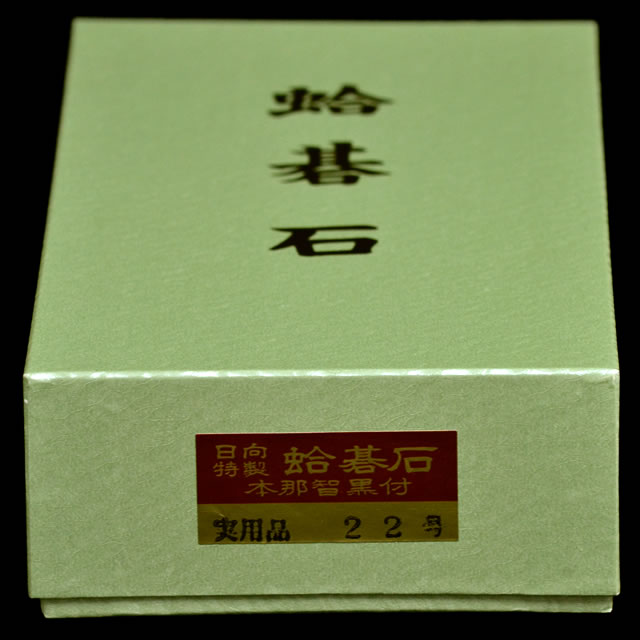 蛤碁石
日向特製 蛤碁石
本那智黒付
実用品 22号